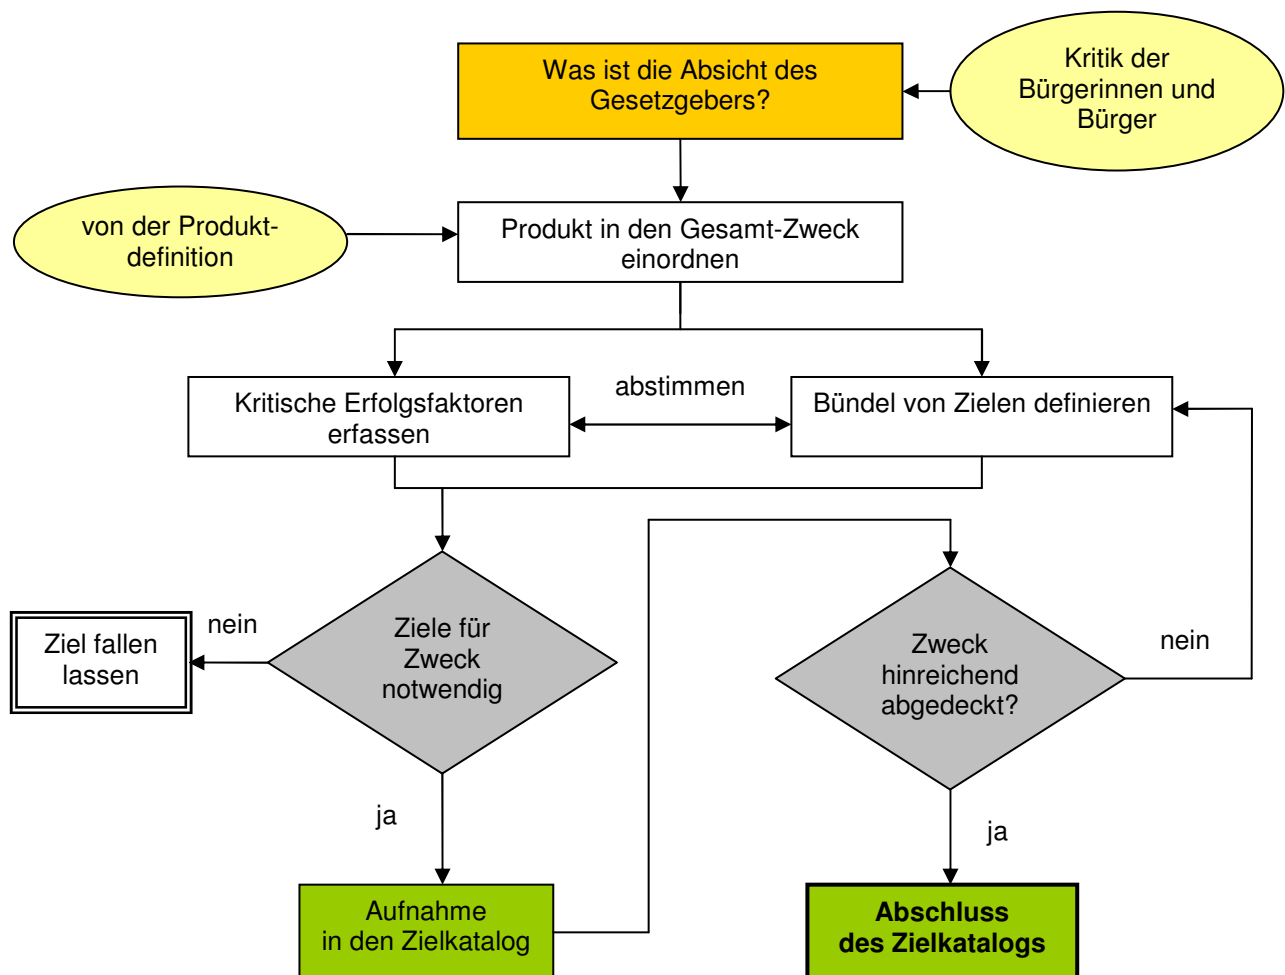 Was ist die Absicht des
Gesetzgebers?
Kritik der
Bürgerinnen und
Bürger
von der Produkt-
definition
Produkt in den Gesamt-Zweck
einordnen
Kritische Erfolgsfaktoren
erfassen
abstimmen
Bündel von Zielen definieren
Ziel fallen
lassen
nein
Ziele für
Zweck
notwendig
Zweck
hinreichend
abgedeckt?
nein
ja
ja
Aufnahme
in den Zielkatalog
Abschluss
des Zielkatalogs